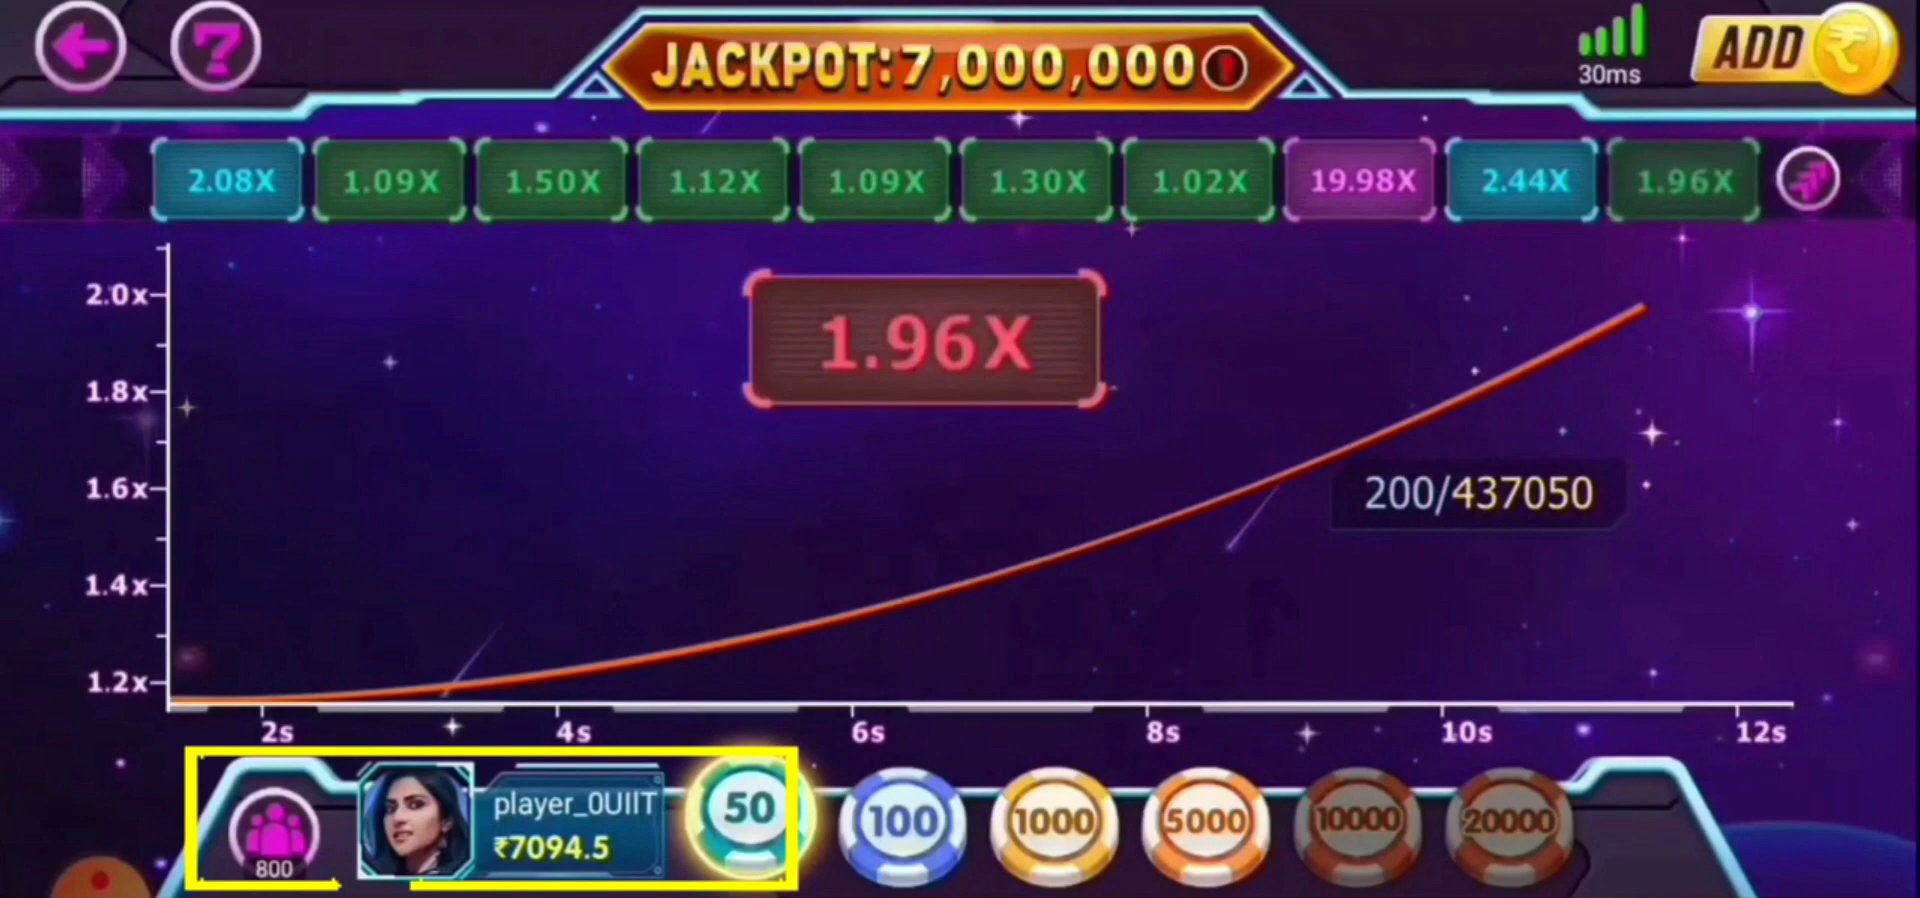 ?
JACKPOT:7,000,000
30ms
ADD ₹
2.08X 1.09X 1.50X 1.12X 1.09X 1.30X 1.02X 19.98X 2.44X 1.96X
1.96X
2.0x
1.8x
1.6x
1.4x
1.2x
200/437050
2s 4s 6s 8s 10s 12s
800
player_0UIIT
₹7094.5
50 100 1000 5000 10000 20000